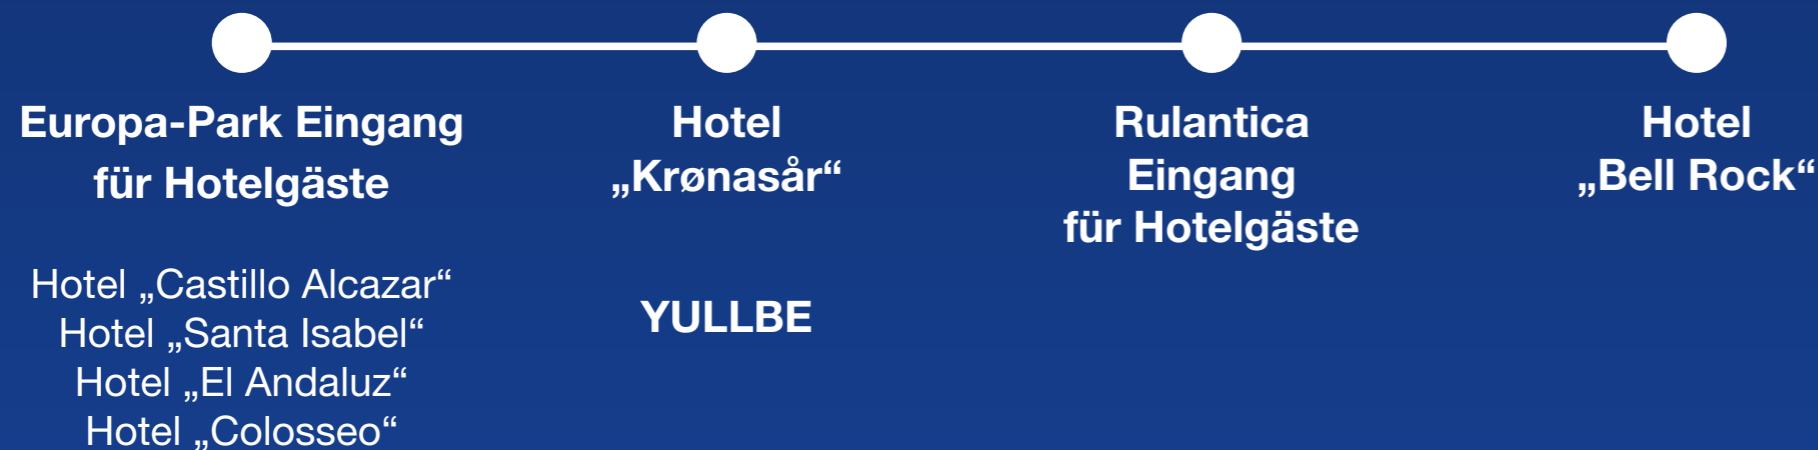 Europa-Park Eingang
für Hotelgäste
Hotel „Castillo Alcazar“
Hotel „Santa Isabel“
Hotel „El Andaluz“
Hotel „Colosseo“
Hotel
„Krønasår“
YULLBE
Rulantica
Eingang
für Hotelgäste
Hotel
„Bell Rock“